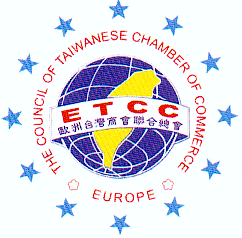 THE COUNCIL OF TAIWANESE CHAMBER OF COMMERCE
ETCC
歐洲台灣商會聯合總會
EUROPE